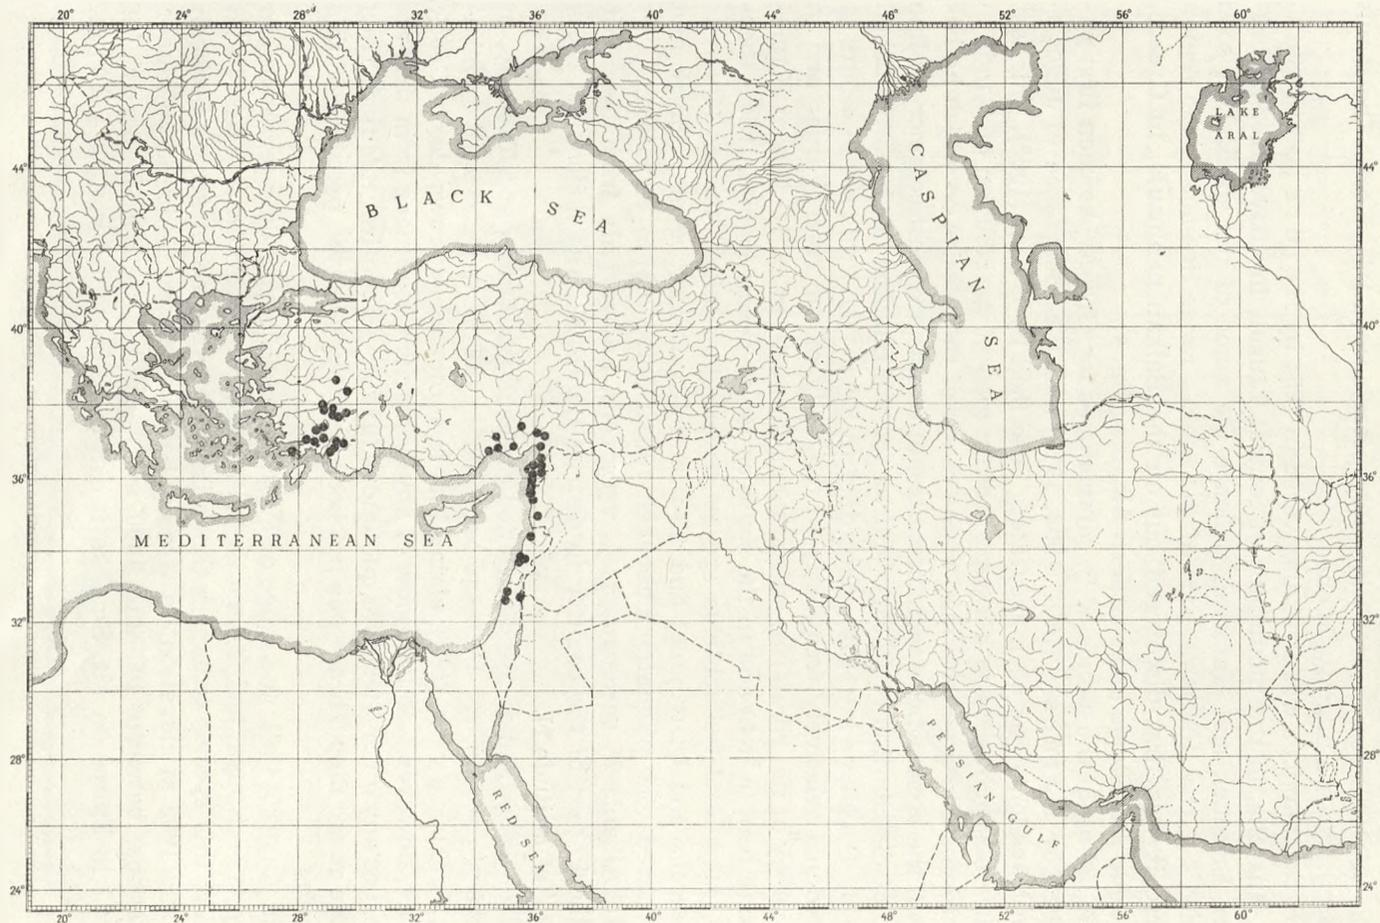 20° 24° 28° 32° 36° 40° 44° 48° 52° 56° 60°
LAKE
ARAL
44° 44°
CASPIAN SEA
BLACK SEA
40° 40°
36° 36°
MEDITERRANEAN SEA
32° 32°
PERSIAN GULF
28° 28°
RED SEA
24° 24°
20° 24° 28° 32° 36° 40° 44° 48° 52° 56° 60°